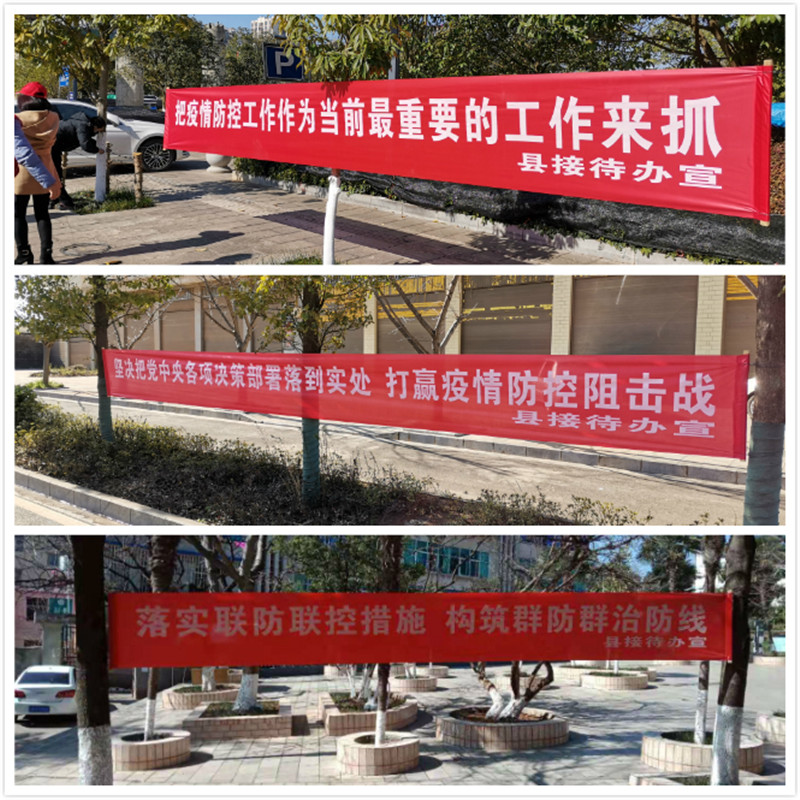 P
把疫情防控工作作为当前最重要的工作来抓
县接待办宣
坚决把党中央各项决策部署落到实处 打赢疫情防控阻击战
县接待办宣
落实联防联控措施 构筑群防群治防线
县接待办宣